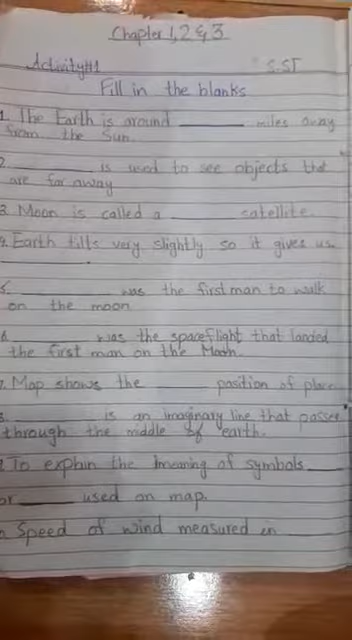 Chapter 1, 2 & 3
Activity#1 S.ST
Fill in the blanks
1. The Earth is around ______ miles away
from the Sun.
2. ______ is used to see objects that
are far away
3. Moon is called a ______ satellite.
4. Earth tilts very slightly so it gives us
______.
5. ______ was the first man to walk
on the moon
6. ______ was the spaceflight that landed
the first man on the Moon.
7. Map shows the ______ position of place
8. ______ is an imaginary line that passes
through the middle of earth.
9. To explain the meaning of symbols ______
or ______ used on map.
Speed of wind measured in ______